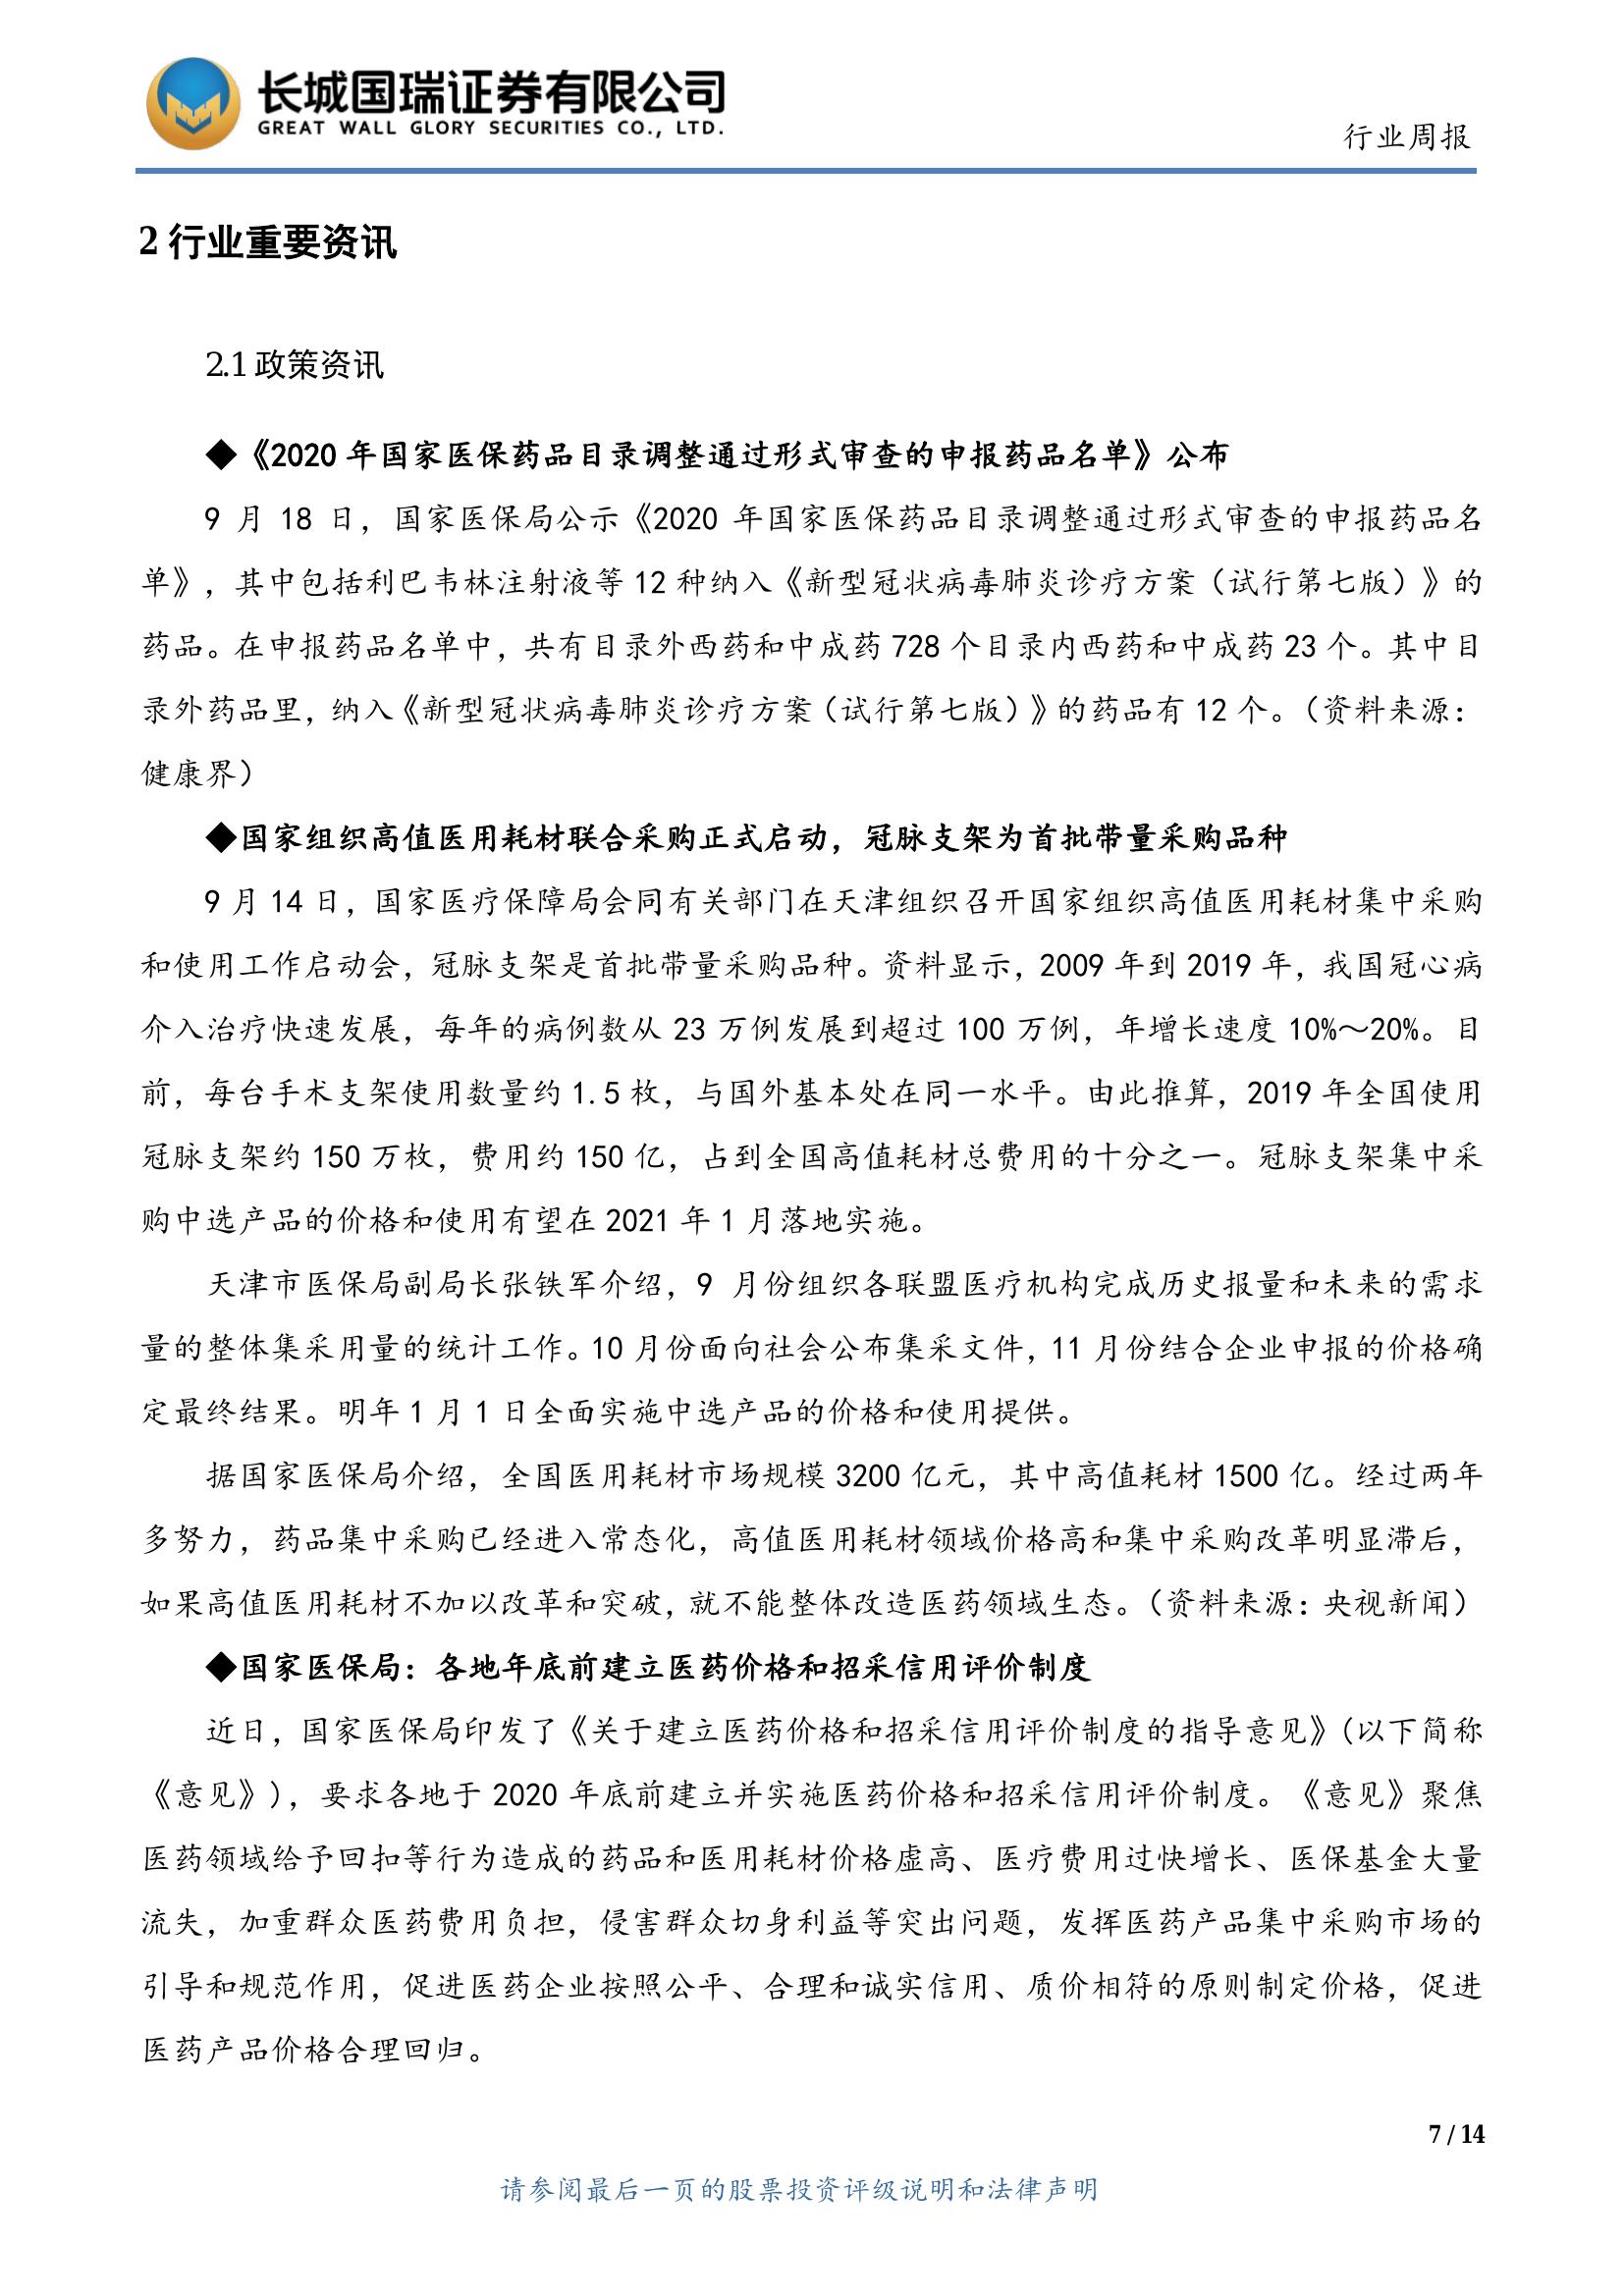 长城国瑞证券有限公司
GREAT WALL GLORY SECURITIES CO., LTD.
行业周报
2 行业重要资讯
2.1 政策资讯
◆《2020 年国家医保药品目录调整通过形式审查的申报药品名单》公布
9 月 18 日，国家医保局公示《2020 年国家医保药品目录调整通过形式审查的申报药品名
单》，其中包括利巴韦林注射液等 12 种纳入《新型冠状病毒肺炎诊疗方案（试行第七版）》的
药品。在申报药品名单中，共有目录外西药和中成药 728 个目录内西药和中成药 23 个。其中目
录外药品里，纳入《新型冠状病毒肺炎诊疗方案（试行第七版）》的药品有 12 个。（资料来源：
健康界）
◆国家组织高值医用耗材联合采购正式启动，冠脉支架为首批带量采购品种
9 月 14 日，国家医疗保障局会同有关部门在天津组织召开国家组织高值医用耗材集中采购
和使用工作启动会，冠脉支架是首批带量采购品种。资料显示，2009 年到 2019 年，我国冠心病
介入治疗快速发展，每年的病例数从 23 万例发展到超过 100 万例，年增长速度 10%～20%。目
前，每台手术支架使用数量约 1.5 枚，与国外基本处在同一水平。由此推算，2019 年全国使用
冠脉支架约 150 万枚，费用约 150 亿，占到全国高值耗材总费用的十分之一。冠脉支架集中采
购中选产品的价格和使用有望在 2021 年 1 月落地实施。
天津市医保局副局长张铁军介绍，9 月份组织各联盟医疗机构完成历史报量和未来的需求
量的整体集采用量的统计工作。10 月份面向社会公布集采文件，11 月份结合企业申报的价格确
定最终结果。明年 1 月 1 日全面实施中选产品的价格和使用提供。
据国家医保局介绍，全国医用耗材市场规模 3200 亿元，其中高值耗材 1500 亿。经过两年
多努力，药品集中采购已经进入常态化，高值医用耗材领域价格高和集中采购改革明显滞后，
如果高值医用耗材不加以改革和突破，就不能整体改造医药领域生态。（资料来源：央视新闻）
◆国家医保局：各地年底前建立医药价格和招采信用评价制度
近日，国家医保局印发了《关于建立医药价格和招采信用评价制度的指导意见》(以下简称
《意见》)，要求各地于 2020 年底前建立并实施医药价格和招采信用评价制度。《意见》聚焦
医药领域给予回扣等行为造成的药品和医用耗材价格虚高、医疗费用过快增长、医保基金大量
流失，加重群众医药费用负担，侵害群众切身利益等突出问题，发挥医药产品集中采购市场的
引导和规范作用，促进医药企业按照公平、合理和诚实信用、质价相符的原则制定价格，促进
医药产品价格合理回归。
7 / 14
请参阅最后一页的股票投资评级说明和法律声明